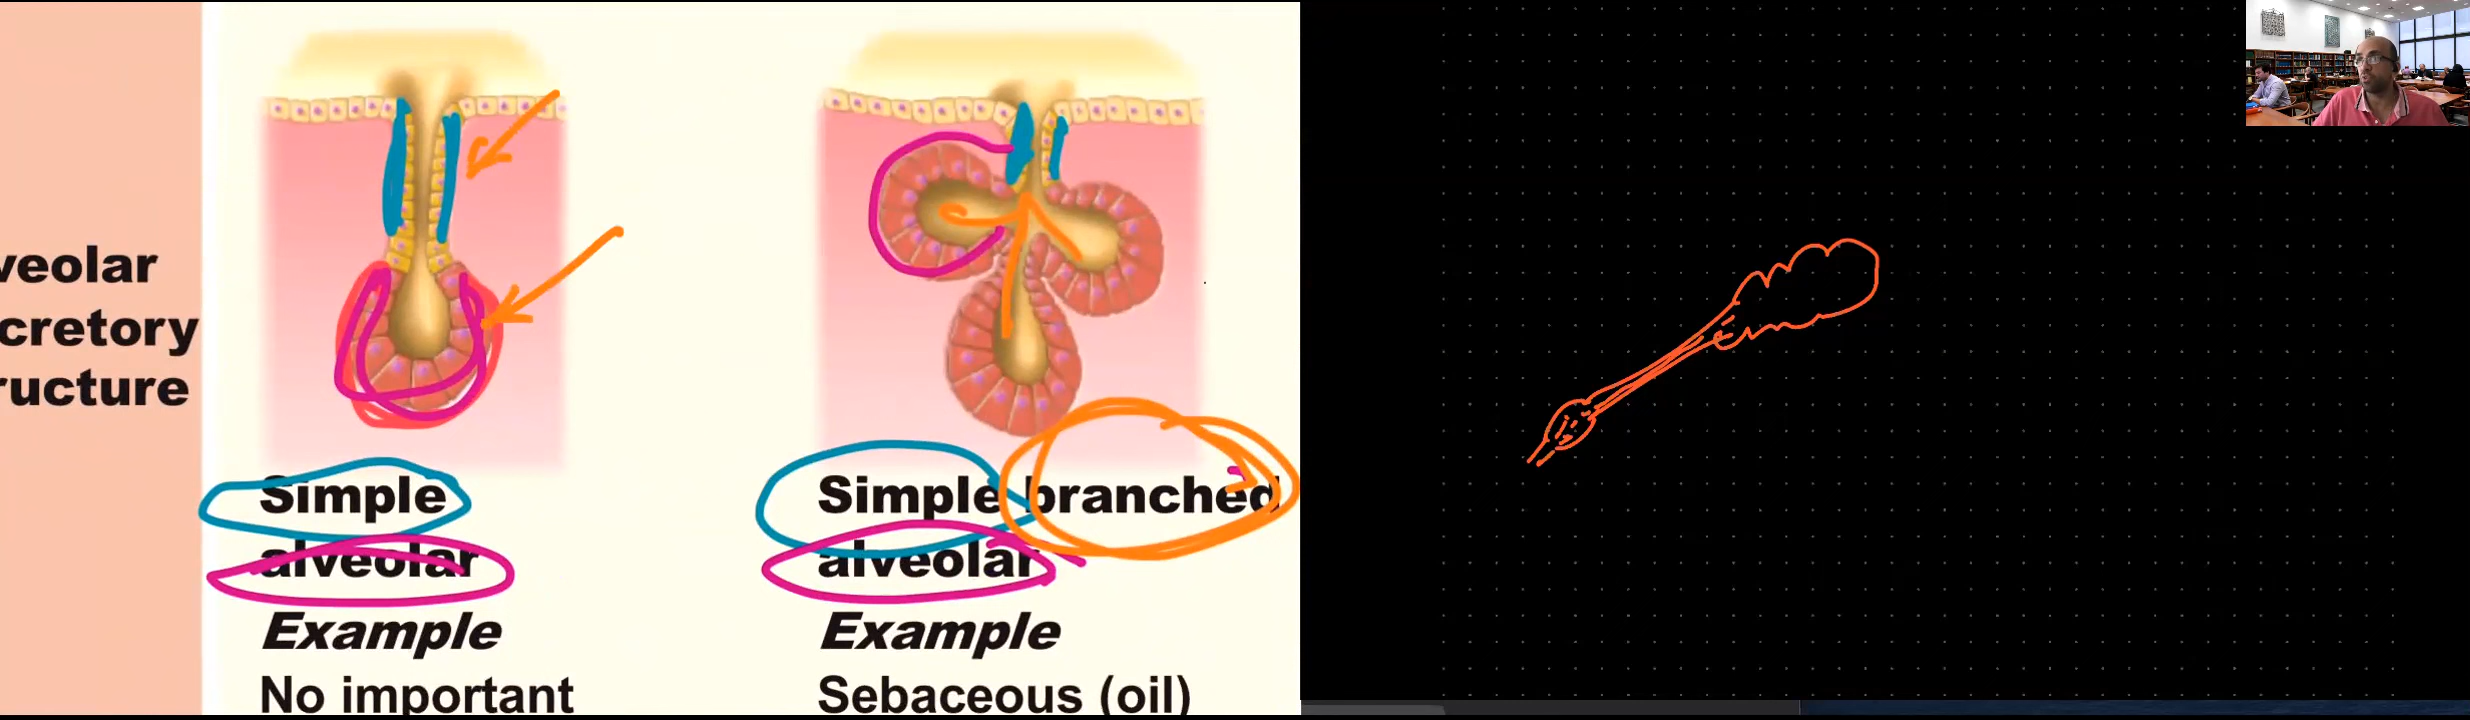 veolar
cretory
ructure
Simple
alveolar
Example
No important
Simple branched
alveolar
Example
Sebaceous (oil)